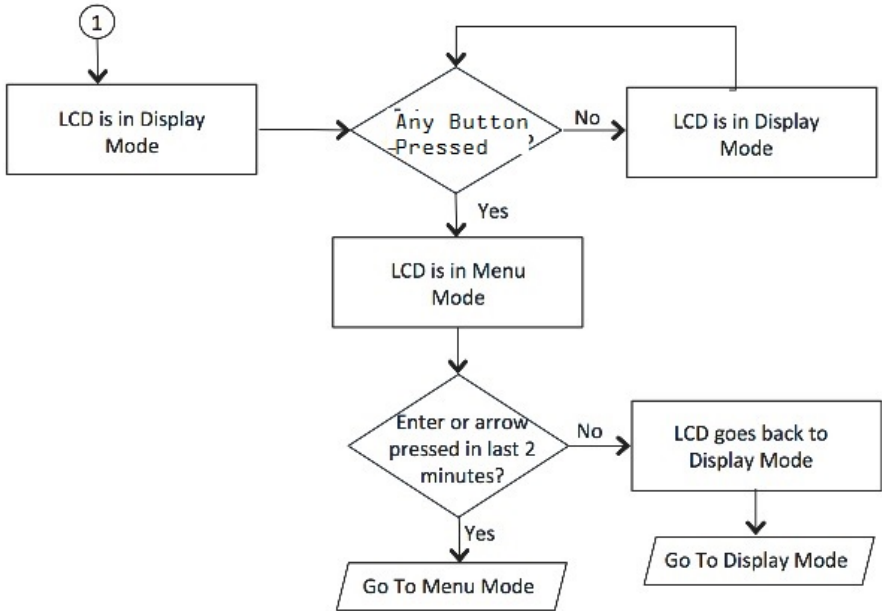 1
LCD is in Display
Mode
Any Button
Pressed ?
No
LCD is in Display
Mode
Yes
LCD is in Menu
Mode
Enter or arrow
pressed in last 2
minutes?
No
LCD goes back to
Display Mode
Yes
Go To Menu Mode
Go To Display Mode